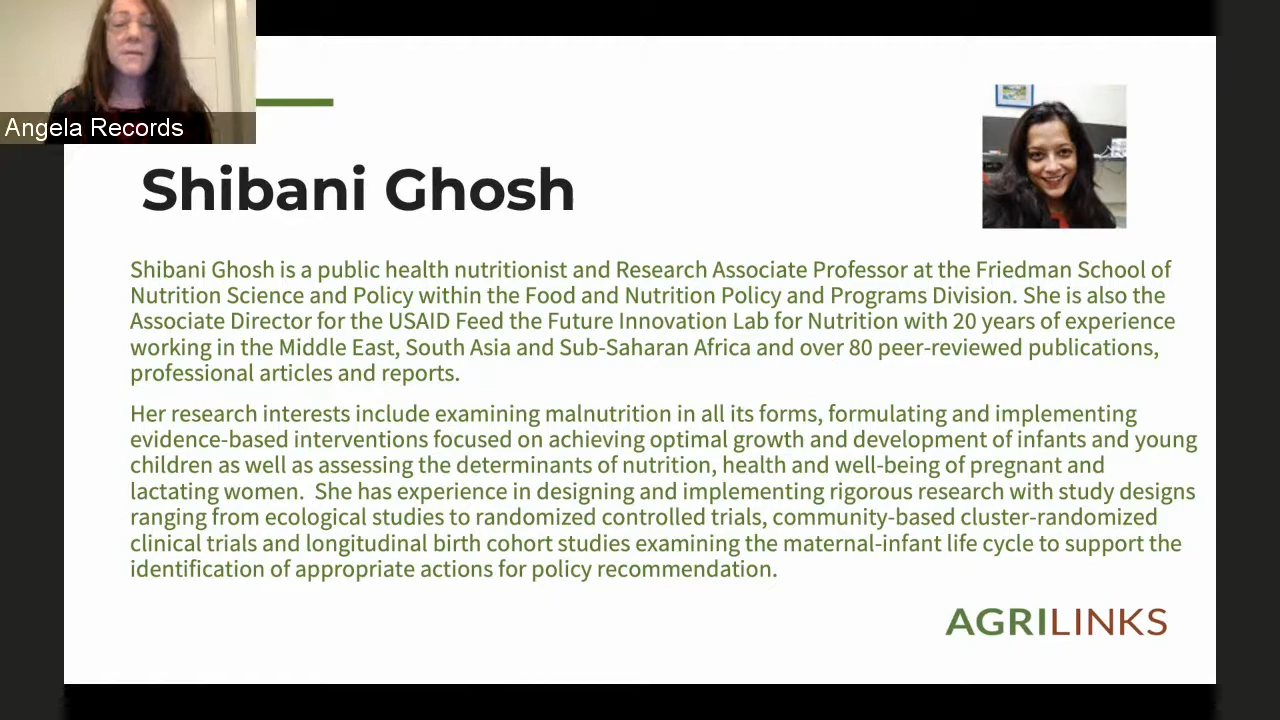 Angela Records
Shibani Ghosh
Shibani Ghosh is a public health nutritionist and Research Associate Professor at the Friedman School of
Nutrition Science and Policy within the Food and Nutrition Policy and Programs Division. She is also the
Associate Director for the USAID Feed the Future Innovation Lab for Nutrition with 20 years of experience
working in the Middle East, South Asia and Sub-Saharan Africa and over 80 peer-reviewed publications,
professional articles and reports.
Her research interests include examining malnutrition in all its forms, formulating and implementing
evidence-based interventions focused on achieving optimal growth and development of infants and young
children as well as assessing the determinants of nutrition, health and well-being of pregnant and
lactating women.  She has experience in designing and implementing rigorous research with study designs
ranging from ecological studies to randomized controlled trials, community-based cluster-randomized
clinical trials and longitudinal birth cohort studies examining the maternal-infant life cycle to support the
identification of appropriate actions for policy recommendation.
AGRILINKS